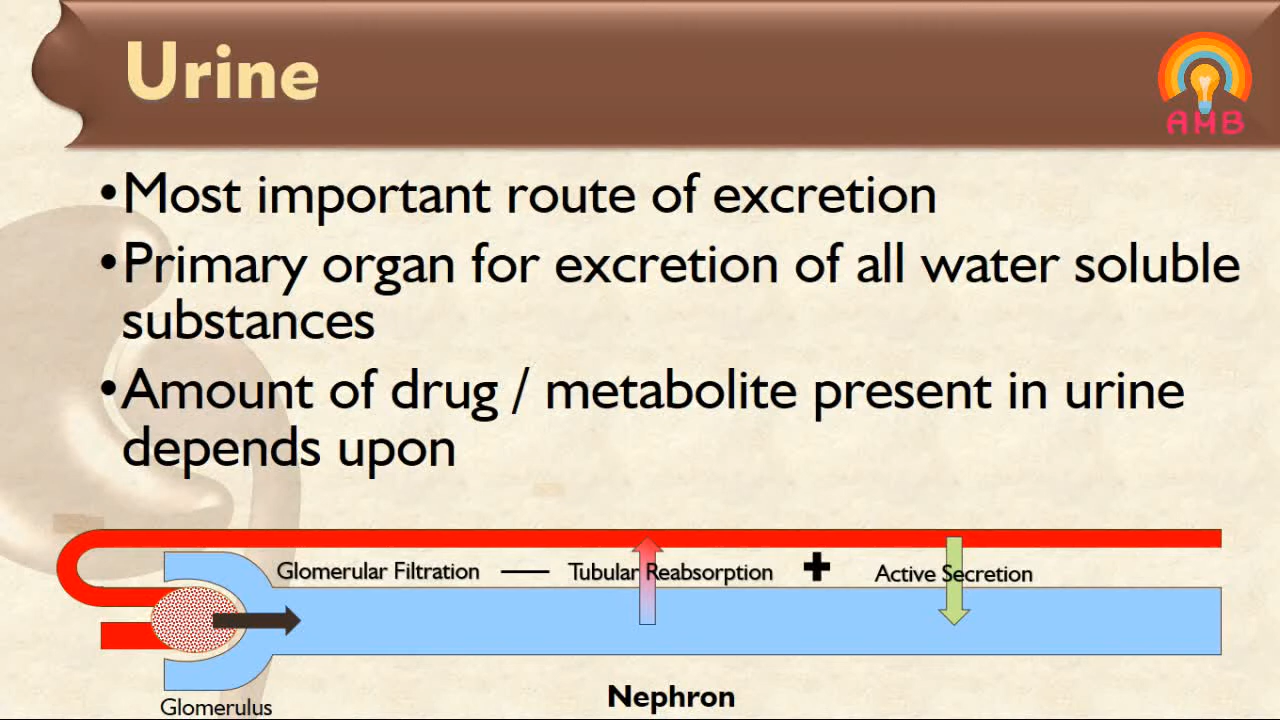 Urine
AMB
•Most important route of excretion
•Primary organ for excretion of all water soluble
substances
•Amount of drug / metabolite present in urine
depends upon
Glomerular Filtration — Tubular Reabsorption + Active Secretion
Nephron
Glomerulus